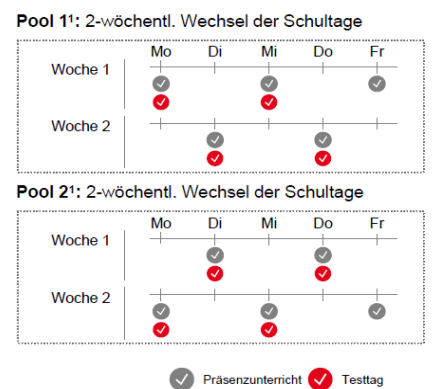 Pool 1¹: 2-wöchentl. Wechsel der Schultage
Mo Di Mi Do Fr
Woche 1
Woche 2
Pool 2¹: 2-wöchentl. Wechsel der Schultage
Mo Di Mi Do Fr
Woche 1
Woche 2
Präsenzunterricht Testtag